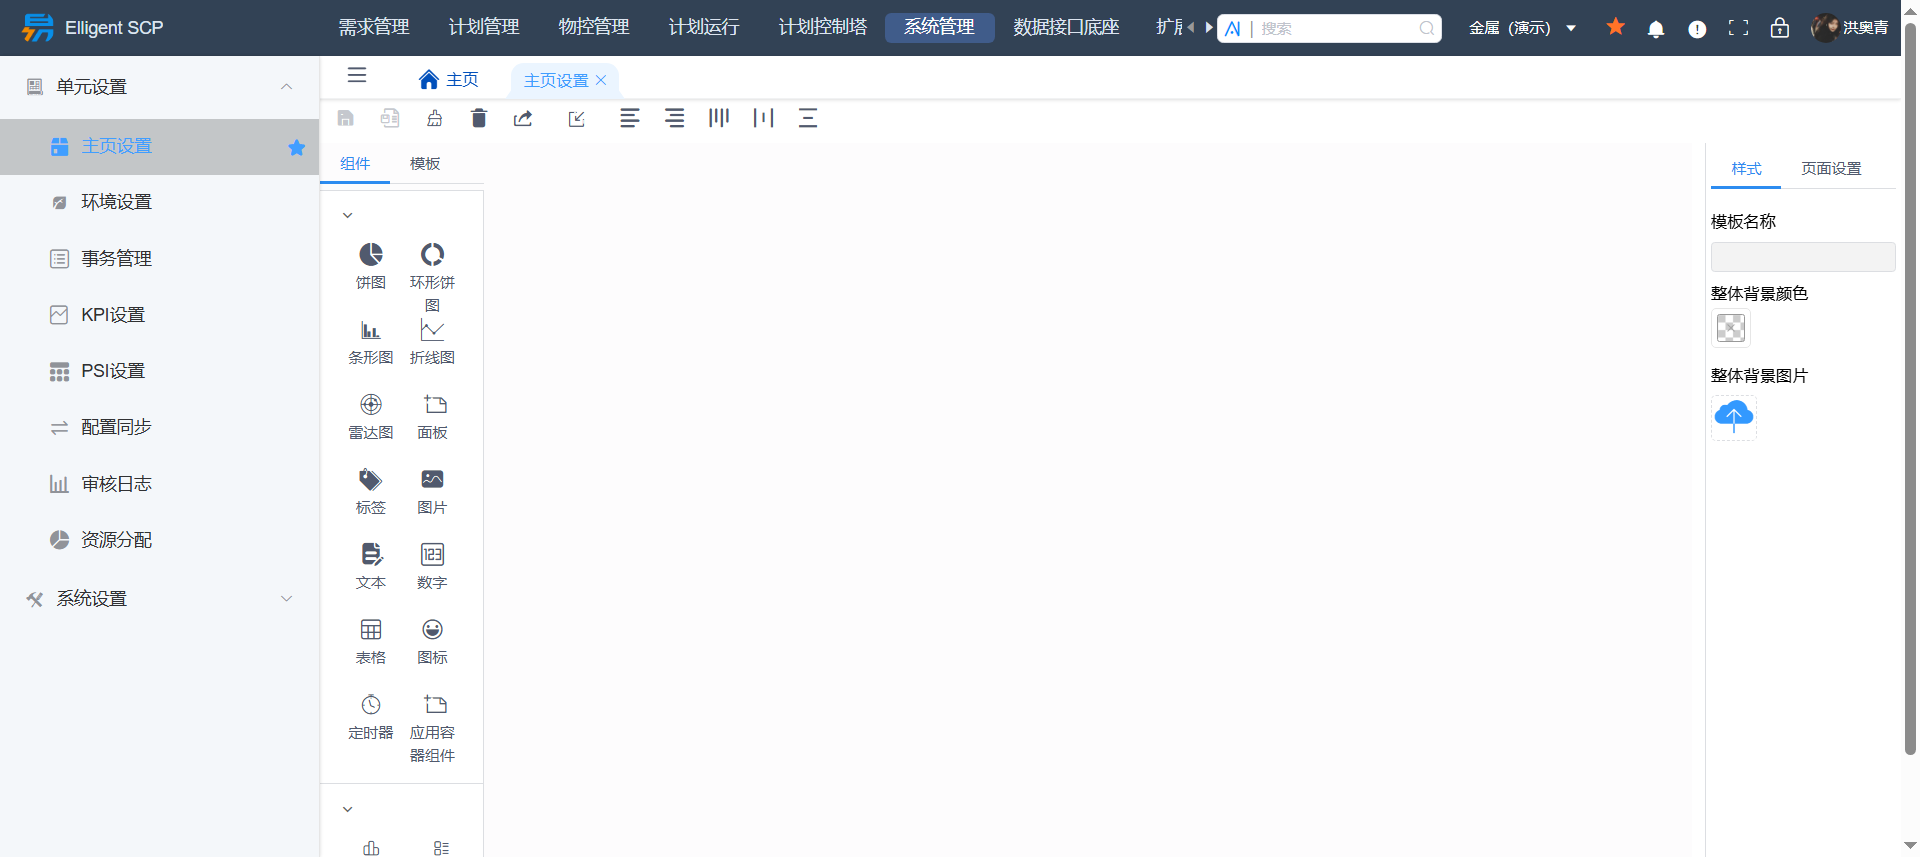 Elligent SCP
需求管理
计划管理
物控管理
计划运行
计划控制塔
系统管理
数据接口底座
搜索
金属（演示）
洪奥青
单元设置
主页设置
环境设置
事务管理
KPI设置
PSI设置
配置同步
审核日志
资源分配
系统设置
主页
主页设置
组件
模板
饼图
环形饼
图
条形图
折线图
雷达图
面板
标签
图片
文本
数字
123
表格
图标
定时器
应用容
器组件
样式
页面设置
模板名称
整体背景颜色
整体背景图片